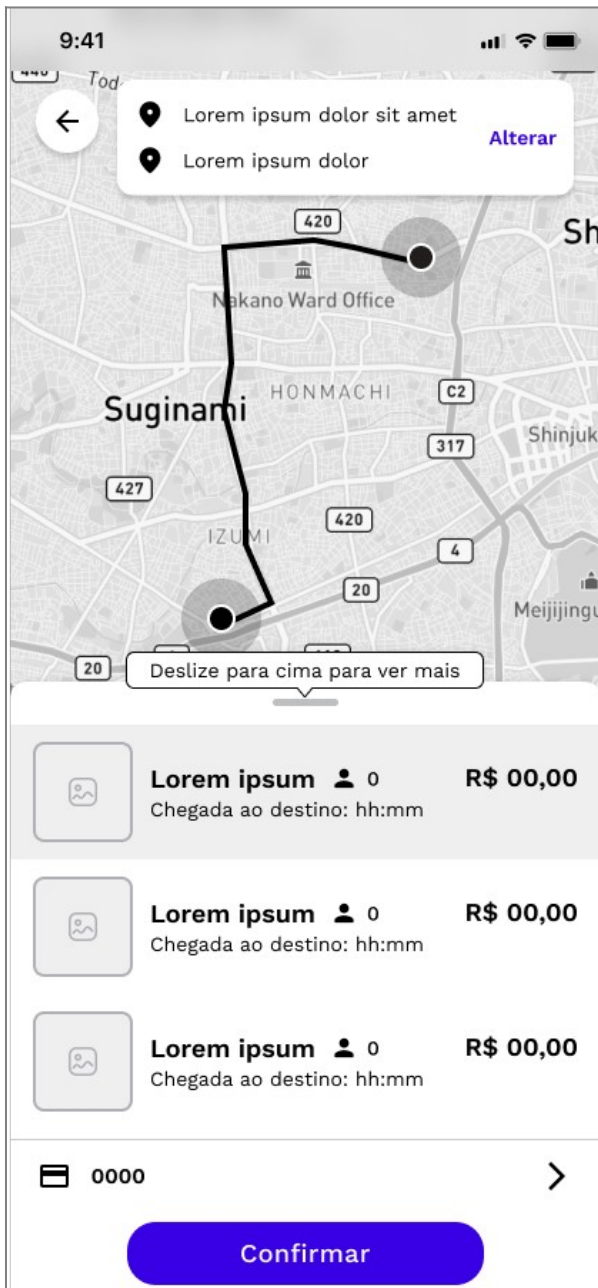 9:41
440
Tod
Lorem ipsum dolor sit amet
Alterar
Lorem ipsum dolor
420
Sh
Nakano Ward Office
HONMACHI
C2
Suginami
317
Shinjuk
427
420
IZUMI
4
20
Meijijingu
20
Deslize para cima para ver mais
Lorem ipsum 0 R$ 00,00
Chegada ao destino: hh:mm
Lorem ipsum 0 R$ 00,00
Chegada ao destino: hh:mm
Lorem ipsum 0 R$ 00,00
Chegada ao destino: hh:mm
0000
Confirmar